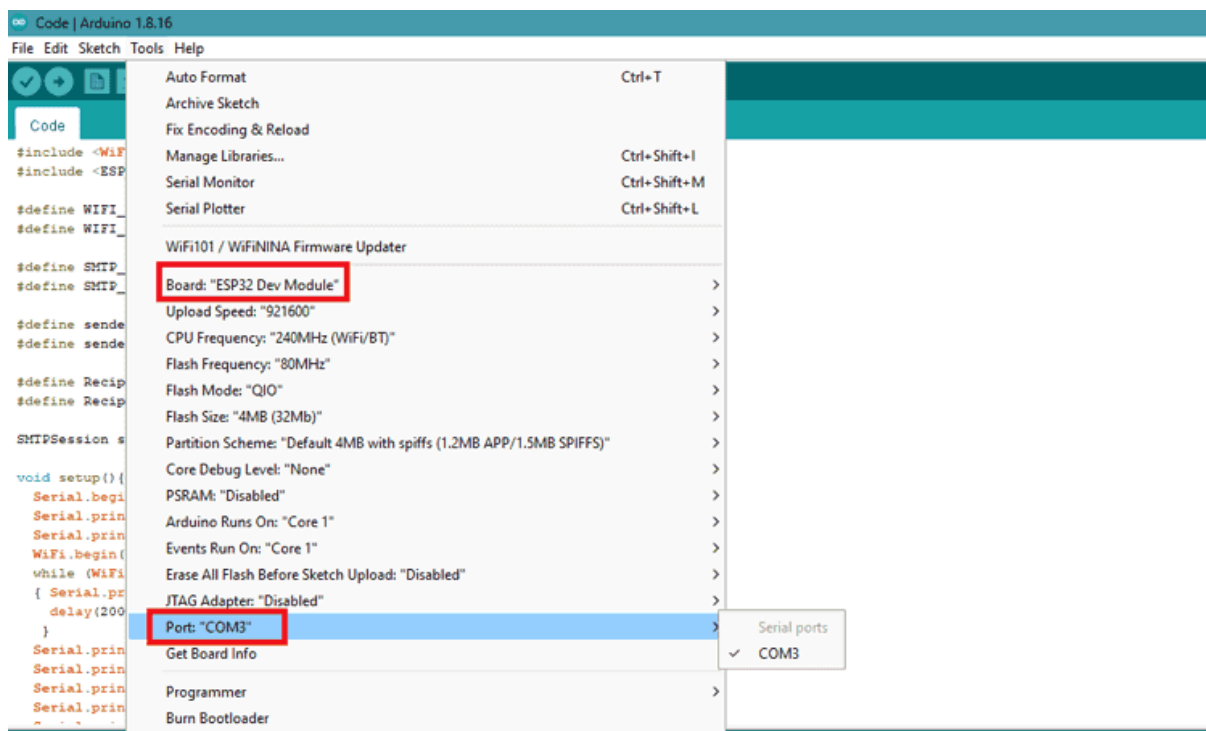 Code | Arduino 1.8.16
File Edit Sketch Tools Help
Code
#include <WiF
#include <ESP
#define WIFI_
#define WIFI_
#define SMTP_
#define SMTP_
#define sende
#define sende
#define Recip
#define Recip
SMTPSession s
void setup(){
Serial.begi
Serial.prin
Serial.prin
WiFi.begin(
while (WiFi
{ Serial.pr
delay(200
}
Serial.prin
Serial.prin
Serial.prin
Serial.prin
Auto Format Ctrl+T
Archive Sketch
Fix Encoding & Reload
Manage Libraries... Ctrl+Shift+I
Serial Monitor Ctrl+Shift+M
Serial Plotter Ctrl+Shift+L
WiFi101 / WiFiNINA Firmware Updater
Board: "ESP32 Dev Module"
Upload Speed: "921600"
CPU Frequency: "240MHz (WiFi/BT)"
Flash Frequency: "80MHz"
Flash Mode: "QIO"
Flash Size: "4MB (32Mb)"
Partition Scheme: "Default 4MB with spiffs (1.2MB APP/1.5MB SPIFFS)"
Core Debug Level: "None"
PSRAM: "Disabled"
Arduino Runs On: "Core 1"
Events Run On: "Core 1"
Erase All Flash Before Sketch Upload: "Disabled"
JTAG Adapter: "Disabled"
Port: "COM3"
Get Board Info
Programmer
Burn Bootloader
Serial ports
COM3